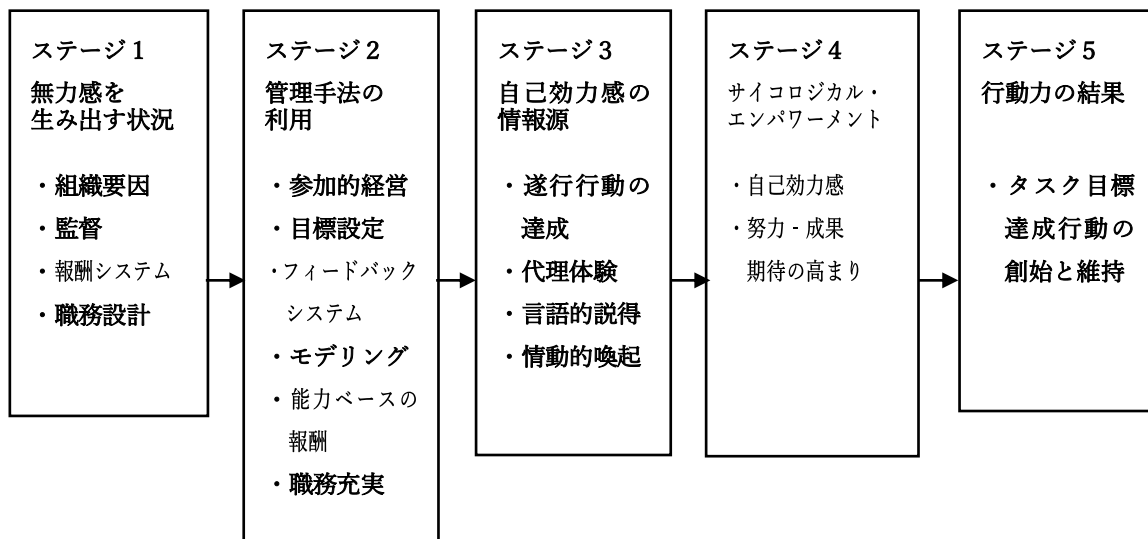 ステージ１
無力感を
生み出す状況
・組織要因
・監督
・報酬システム
・職務設計
ステージ２
管理手法の
利用
・参加的経営
・目標設定
・フィードバック
システム
・モデリング
・能力ベースの
報酬
・職務充実
ステージ３
自己効力感の
情報源
・遂行行動の
達成
・代理体験
・言語的説得
・情動的喚起
ステージ４
サイコロジカル・
エンパワーメント
・自己効力感
・努力‐成果
期待の高まり
ステージ５
行動力の結果
・タスク目標
達成行動の
創始と維持